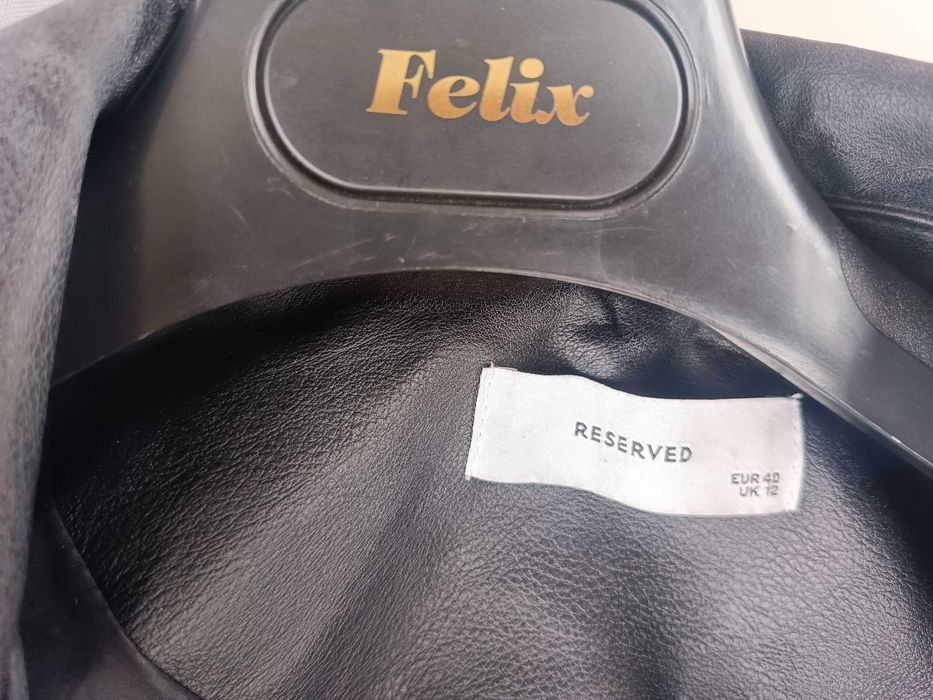 Felix
RESERVED
EUR 40
UK 12